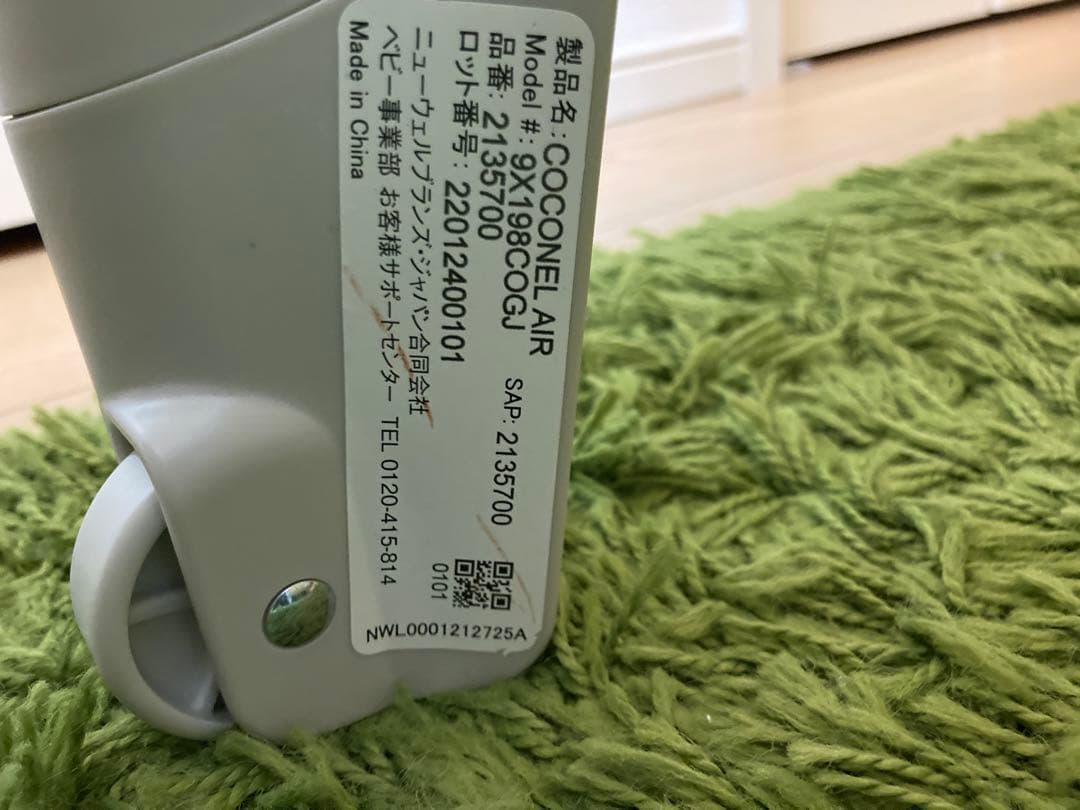 製品名:COCONEL AIR
Model #: 9X198COGJ
品番: 2135700 SAP: 2135700
ロット番号: 22012400101
ニューウェルブランズ・ジャパン合同会社
ベビー事業部 お客様サポートセンター TEL 0120-415-814
Made in China
0101
NWL0001212725A